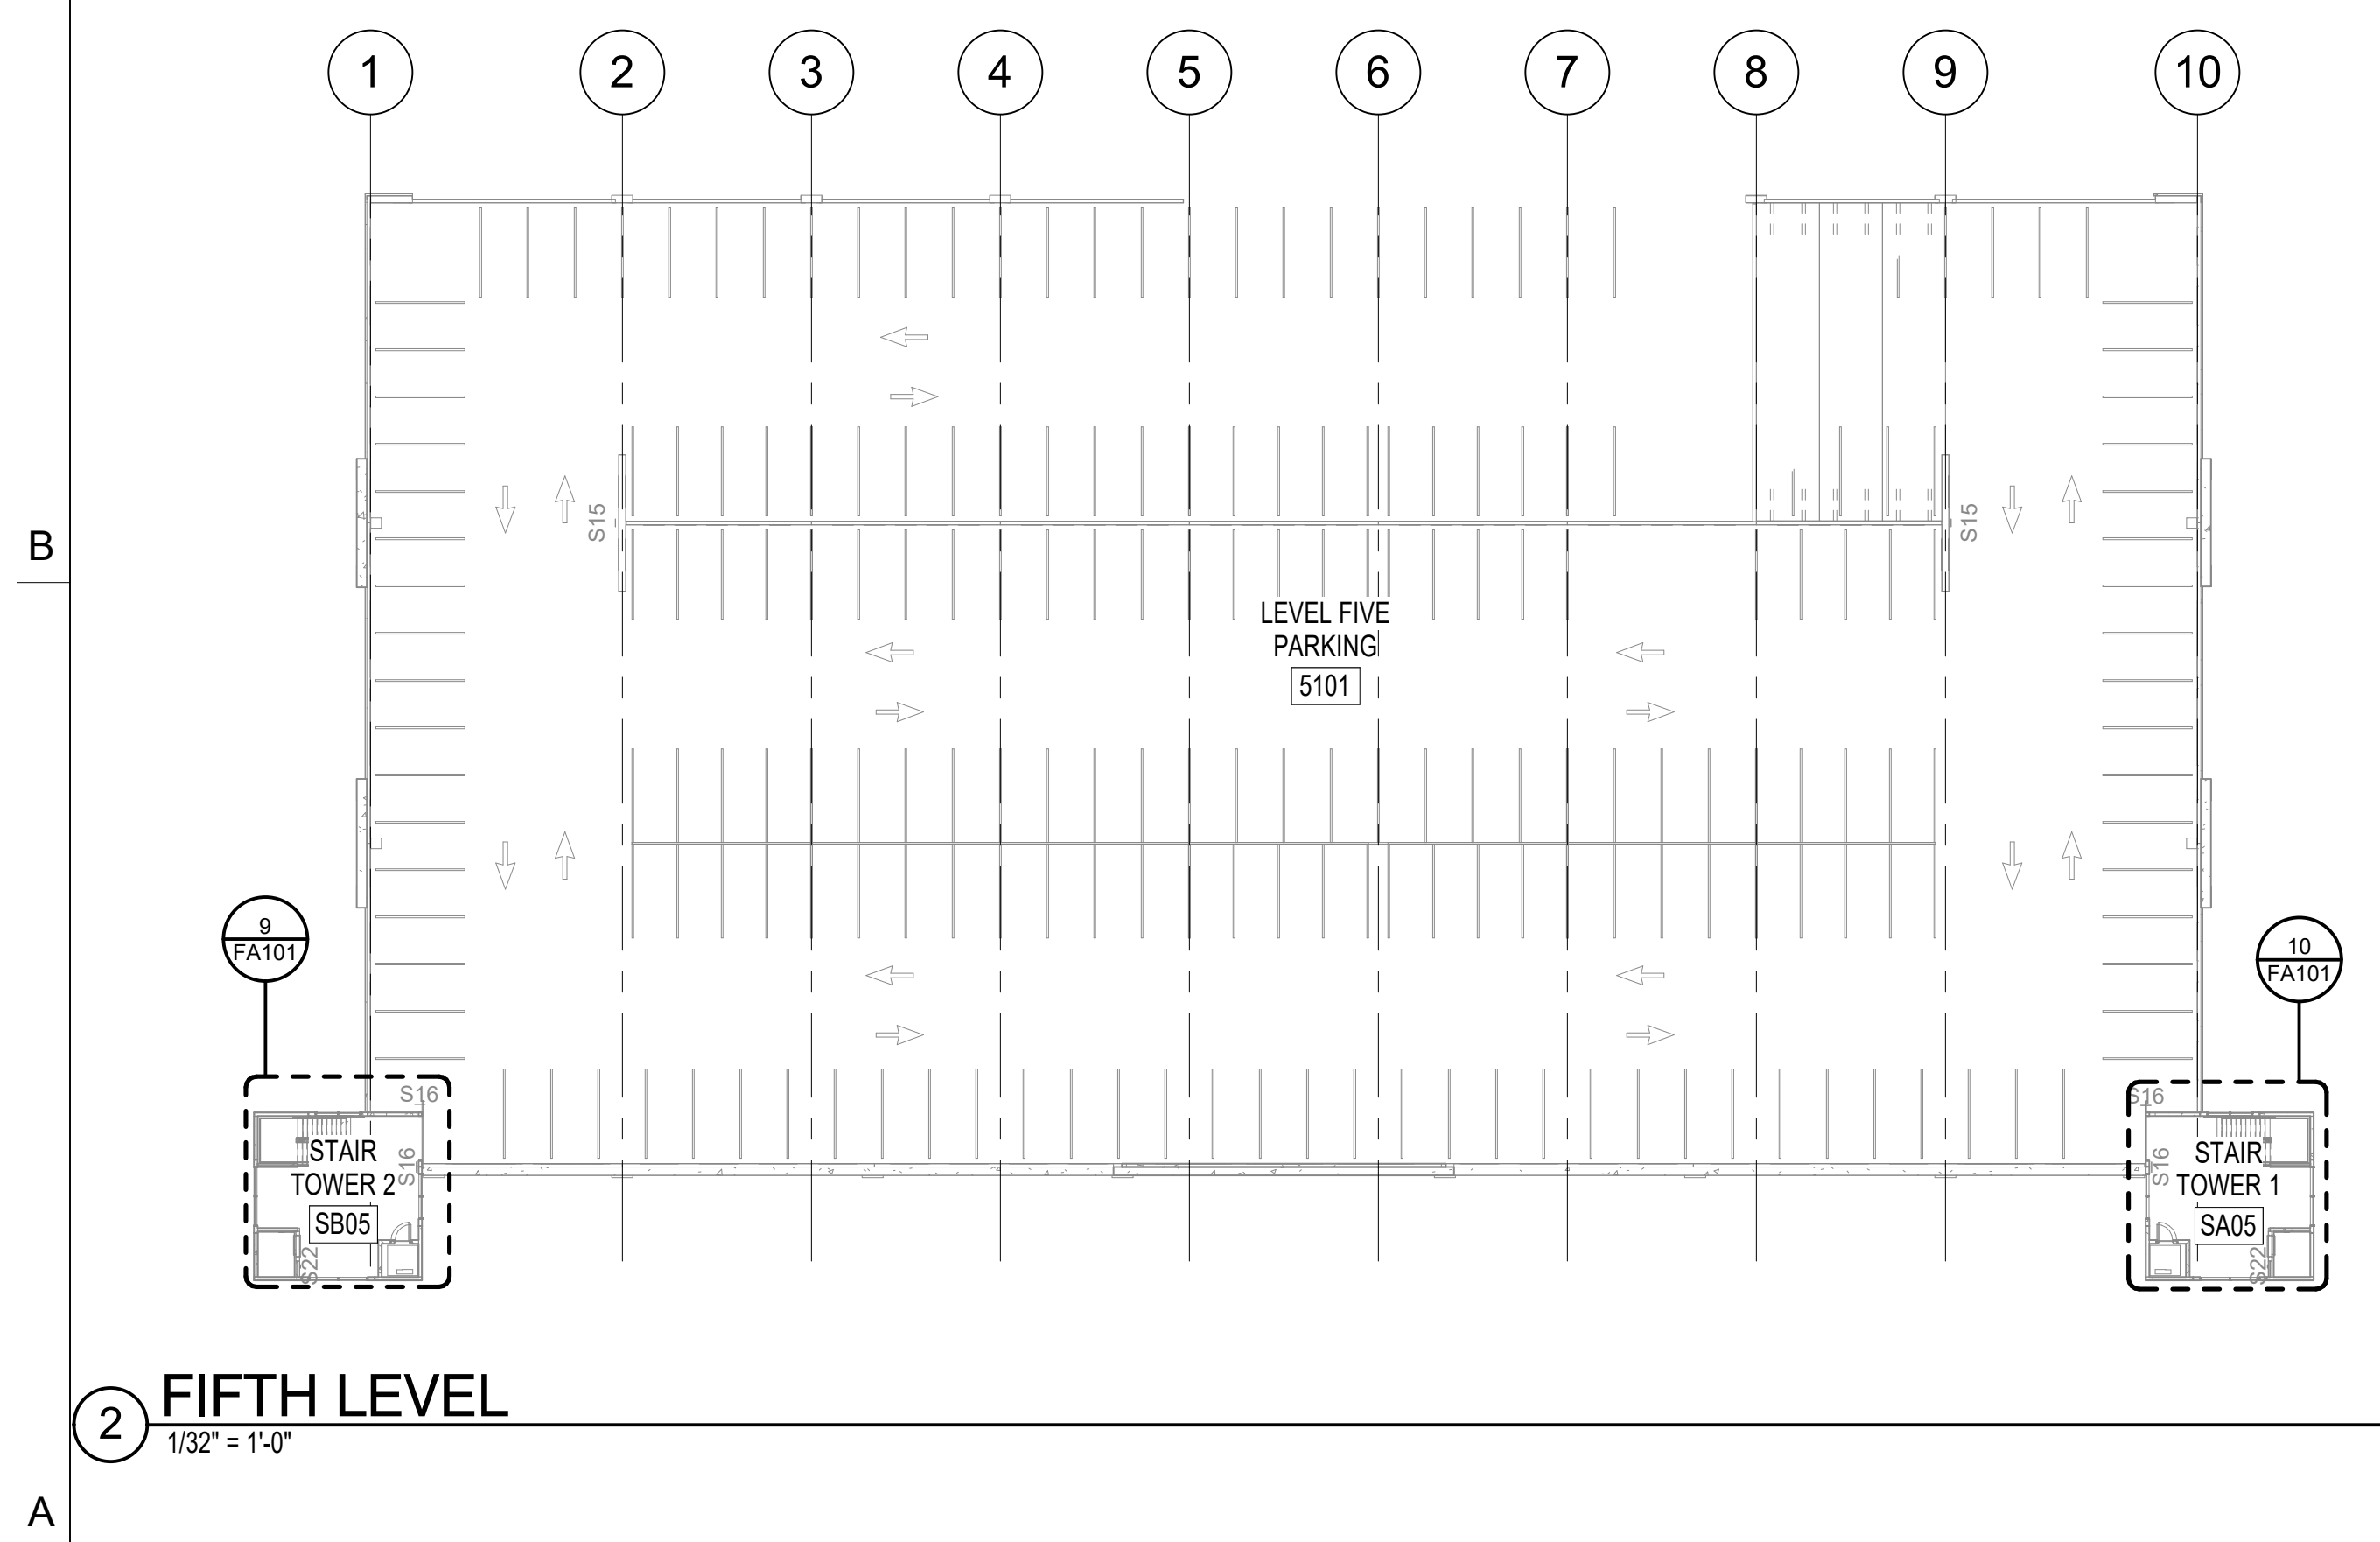 1 2 3 4 5 6 7 8 9 10
B
S15
S15
LEVEL FIVE
PARKING
5101
9
FA101
10
FA101
S16
S16
STAIR
TOWER 2
SB05
S16
S22
STAIR
TOWER 1
SA05
S16
S22
2
FIFTH LEVEL
1/32" = 1'-0"
A